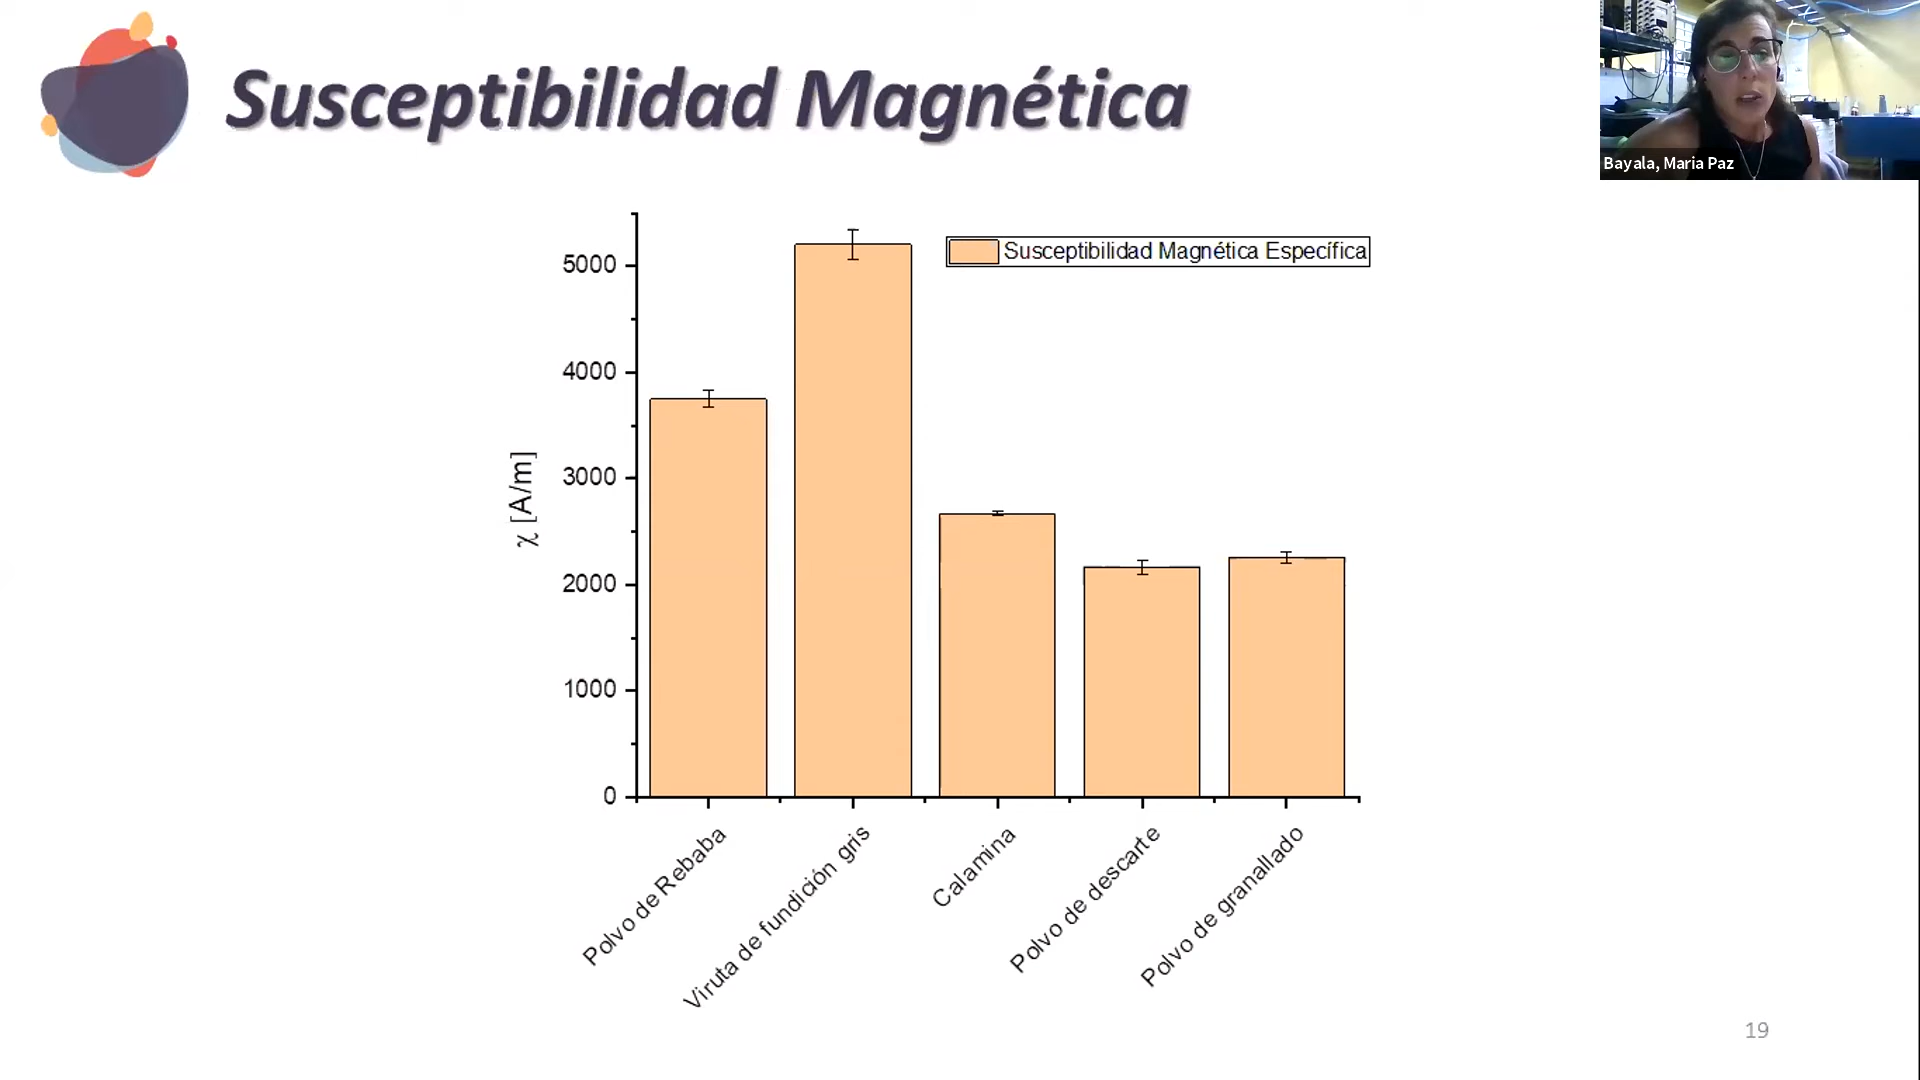 Susceptibilidad Magnética
Bayala, Maria Paz
Susceptibilidad Magnética Específica
5000
4000
3000
2000
1000
0
χ [A/m]
Polvo de Rebaba
Viruta de fundición gris
Calamina
Polvo de descarte
Polvo de granallado
19